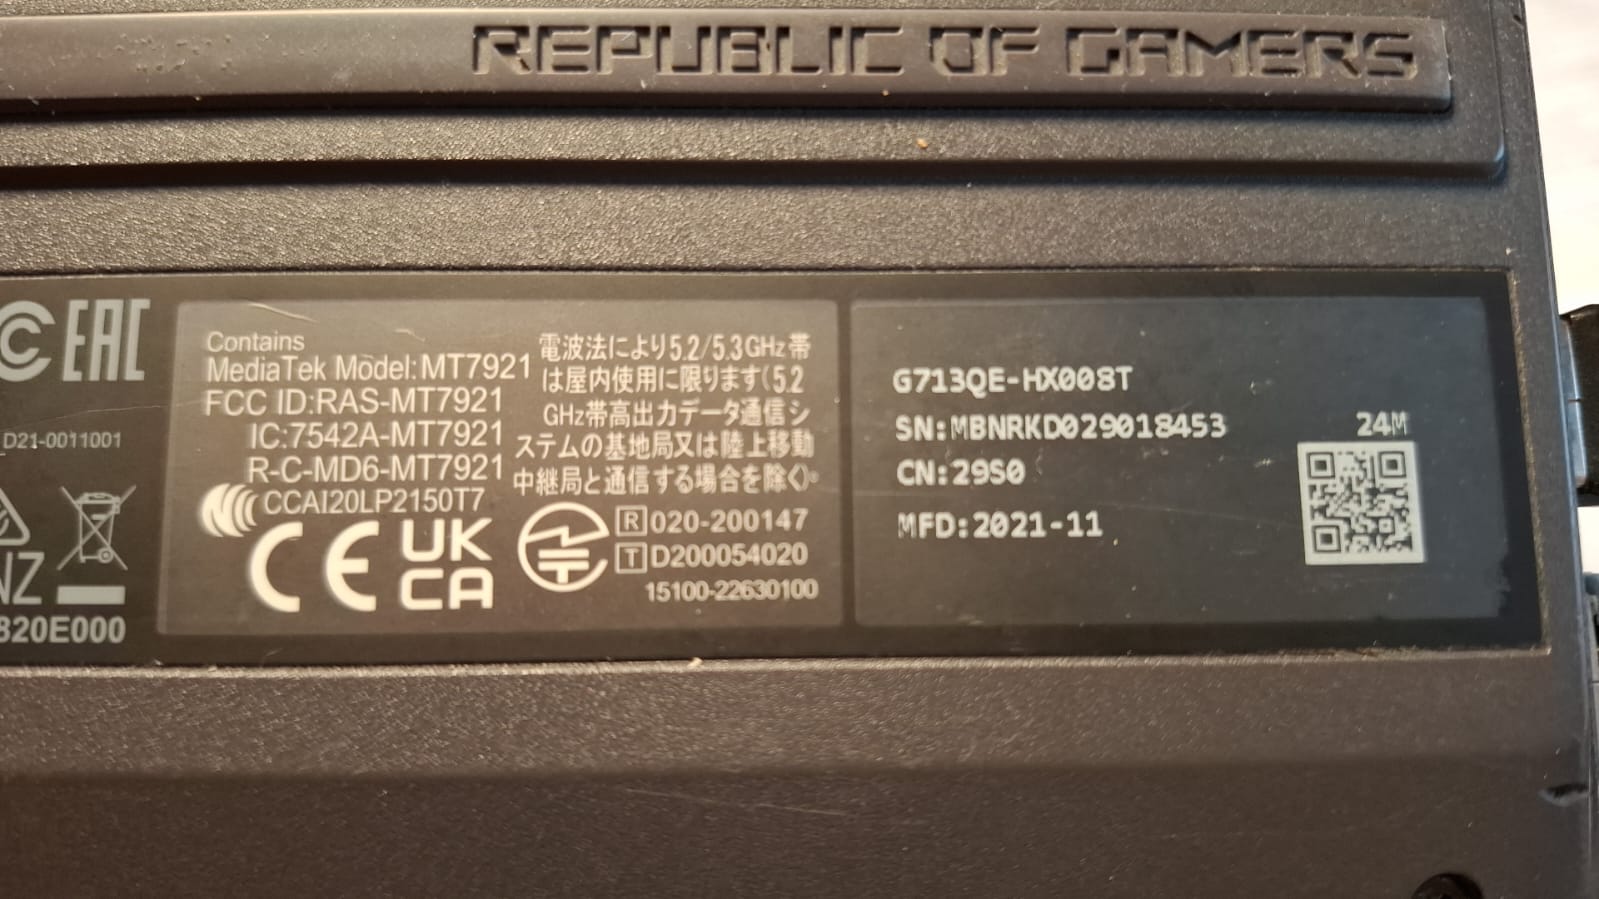 REPUBLIC OF GAMERS
EAC
D21-0011001
NZ
820E000
Contains
MediaTek Model:MT7921
FCC ID:RAS-MT7921
IC:7542A-MT7921
R-C-MD6-MT7921
CCAI20LP2150T7
CE UK
CA
電波法により5.2/5.3GHz帯
は屋内使用に限ります(5.2
GHz帯高出力データ通信シ
ステムの基地局又は陸上移動
中継局と通信する場合を除く)。
R 020-200147
T D200054020
15100-22630100
G713QE-HX008T
SN:MBNRKD029018453
24M
CN:29S0
MFD:2021-11